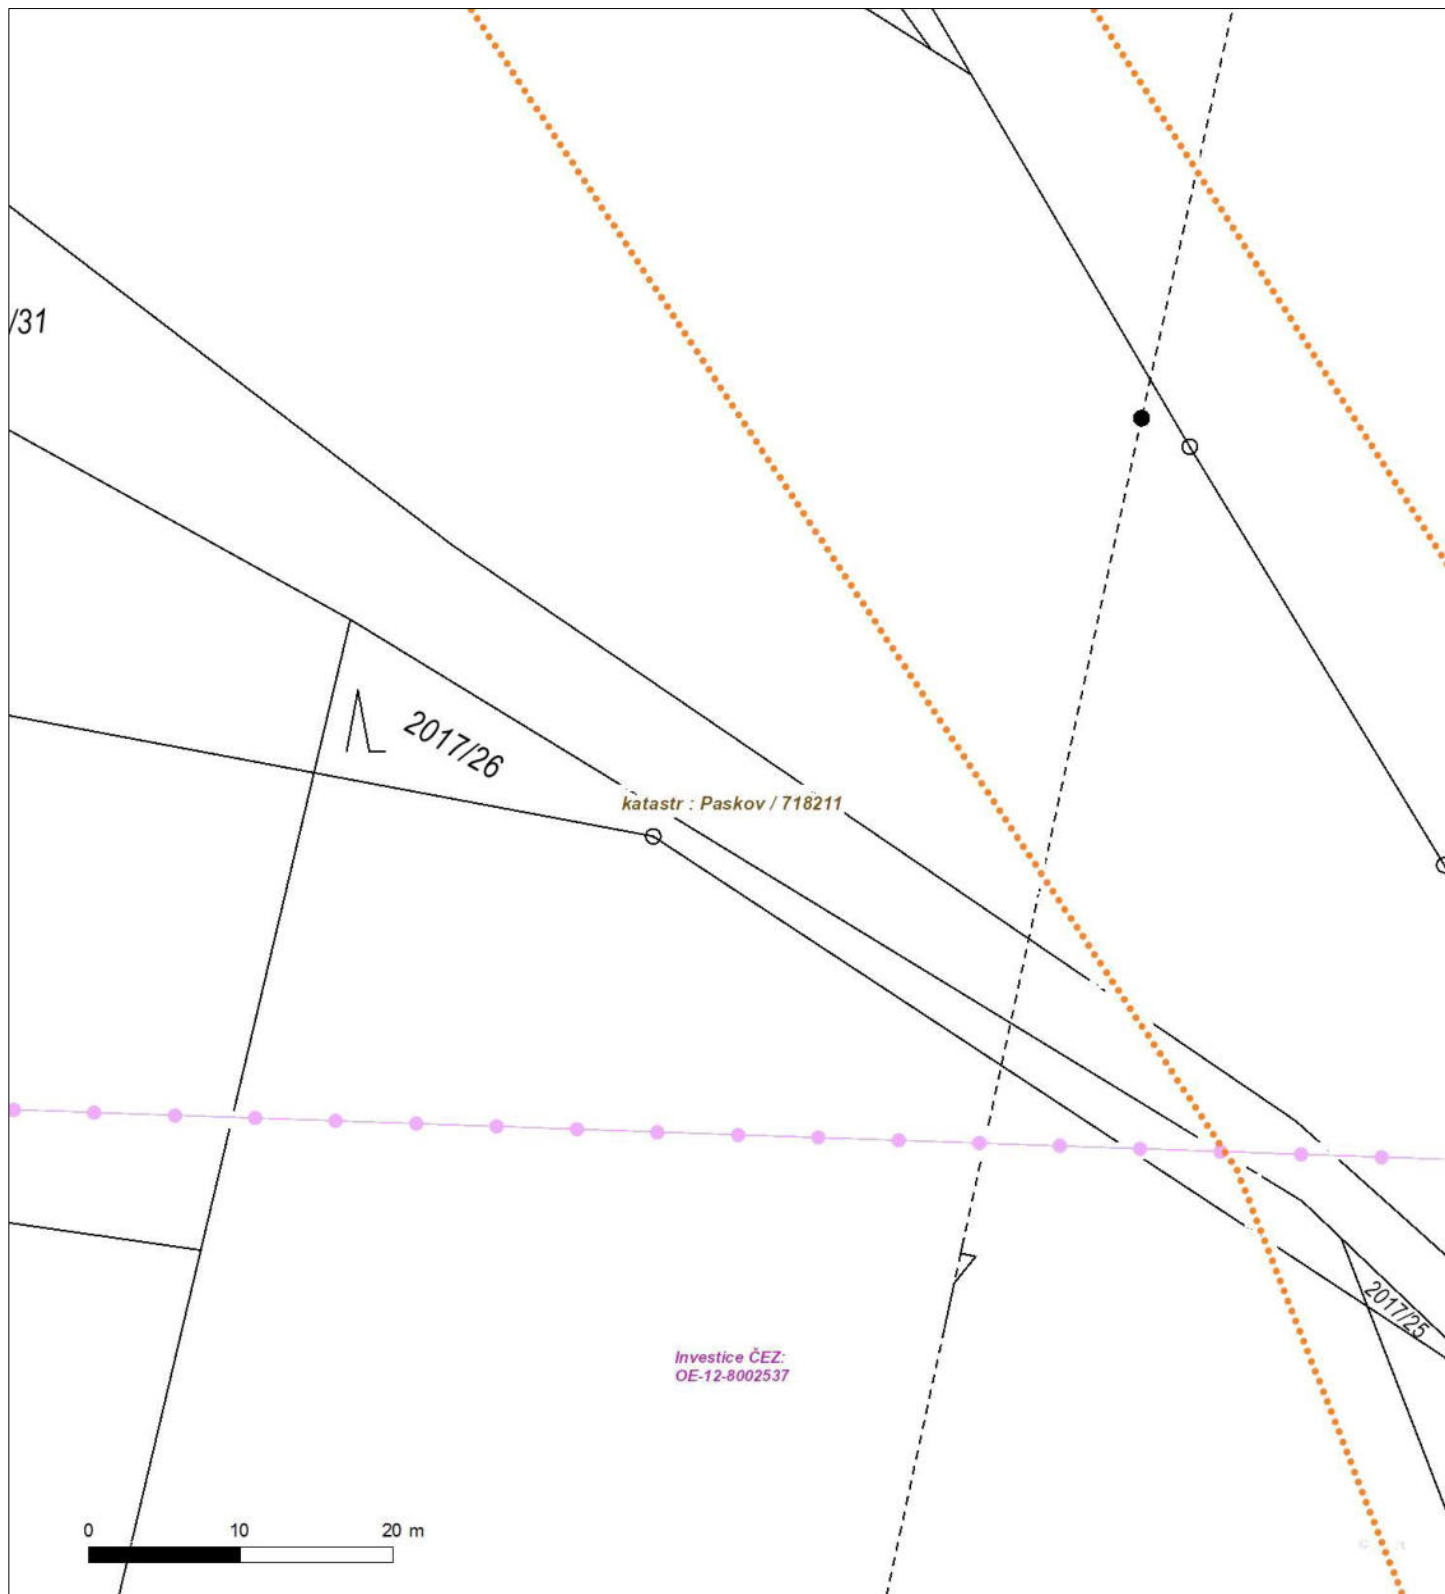 /31
2017/26
katastr : Paskov / 718211
2017/25
Investice ČEZ:
OE-12-8002537
0 10 20 m